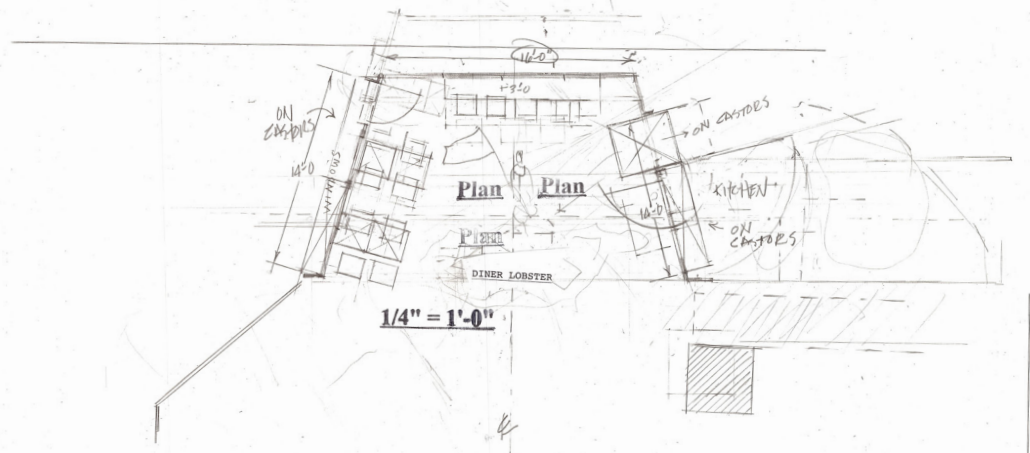 16'-0"
3'-0
ON
CASTORS
ON CASTORS
14'-0
WINDOWS
Plan Plan
KITCHEN
14'-0
ON
CASTORS
Plan
DINER LOBSTER
1/4" = 1'-0"